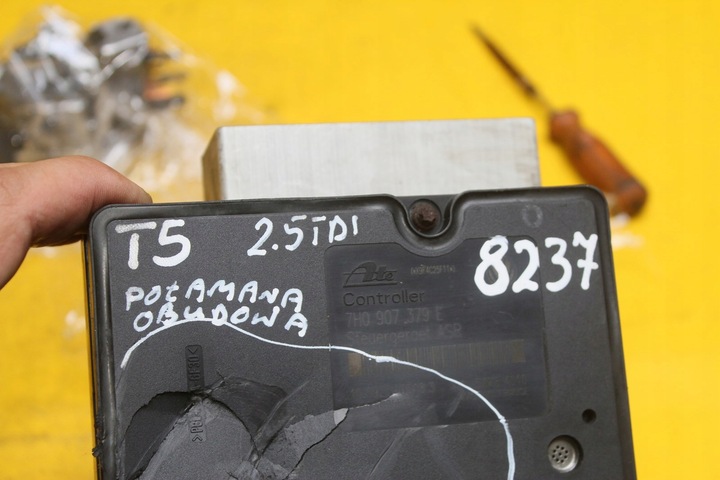 T5 2.5TDI 8237
POŁAMANA
OBUDOWA
Ate
Controller
7H0 907 379 E